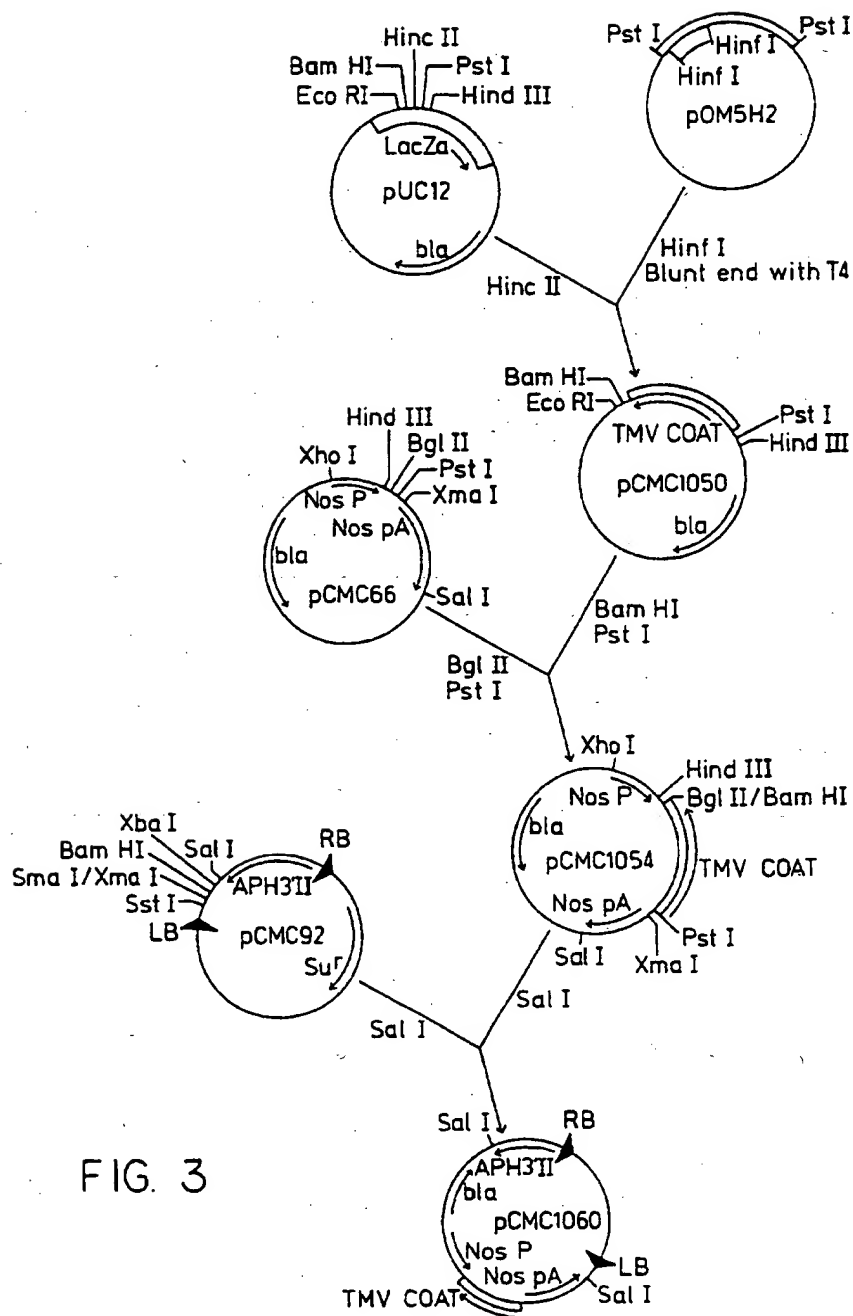 Hinc II
Bam HI
Pst I
Eco RI
Hind III
LacZa
pUC12
bla
Pst I
Pst I
Hinf I
Hinf I
pOM5H2
Hinc II
Hinf I
Blunt end with T4
Bam HI
Eco RI
Pst I
Hind III
TMV COAT
pCMC1050
bla
Hind III
Xho I
Bgl II
Pst I
Xma I
Nos P
Nos pA
bla
pCMC66
Sal I
Bam HI
Pst I
Bgl II
Pst I
Xho I
Hind III
Nos P
Bgl II/Bam HI
bla
pCMC1054
TMV COAT
Nos pA
Pst I
Sal I
Xma I
Xba I
Sal I
RB
Bam HI
Sma I/Xma I
APH3'II
Sst I
LB
pCMC92
Suʳ
Sal I
Sal I
Sal I
RB
APH3'II
bla
pCMC1060
Nos P
Nos pA
LB
Sal I
TMV COAT
FIG. 3